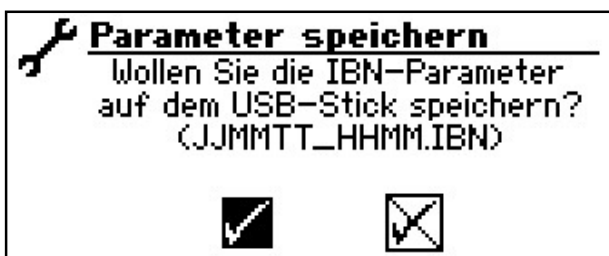 Parameter speichern
Wollen Sie die IBN-Parameter
auf dem USB-Stick speichern?
(JJMMTT_HHMM.IBN)